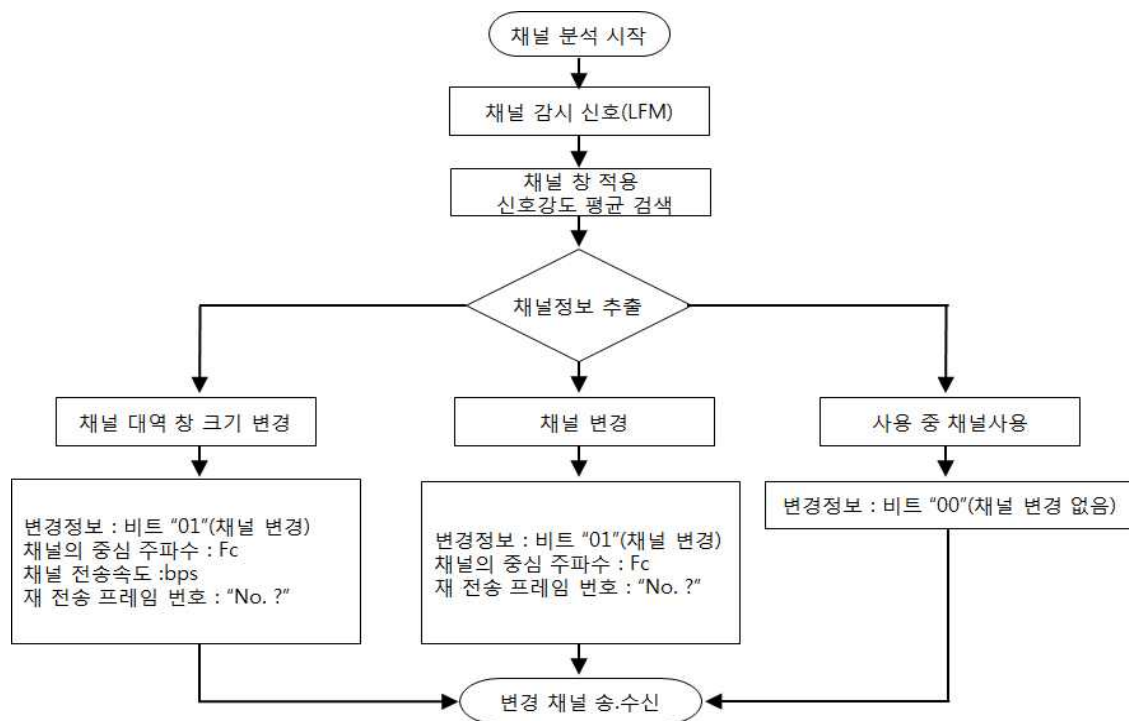 채널 분석 시작
채널 감시 신호(LFM)
채널 창 적용
신호강도 평균 검색
채널정보 추출
채널 대역 창 크기 변경
채널 변경
사용 중 채널사용
변경정보 : 비트 “01”(채널 변경)
채널의 중심 주파수 : Fc
채널 전송속도 :bps
재 전송 프레임 번호 : “No. ?”
변경정보 : 비트 “01”(채널 변경)
채널의 중심 주파수 : Fc
재 전송 프레임 번호 : “No. ?”
변경정보 : 비트 “00”(채널 변경 없음)
변경 채널 송.수신